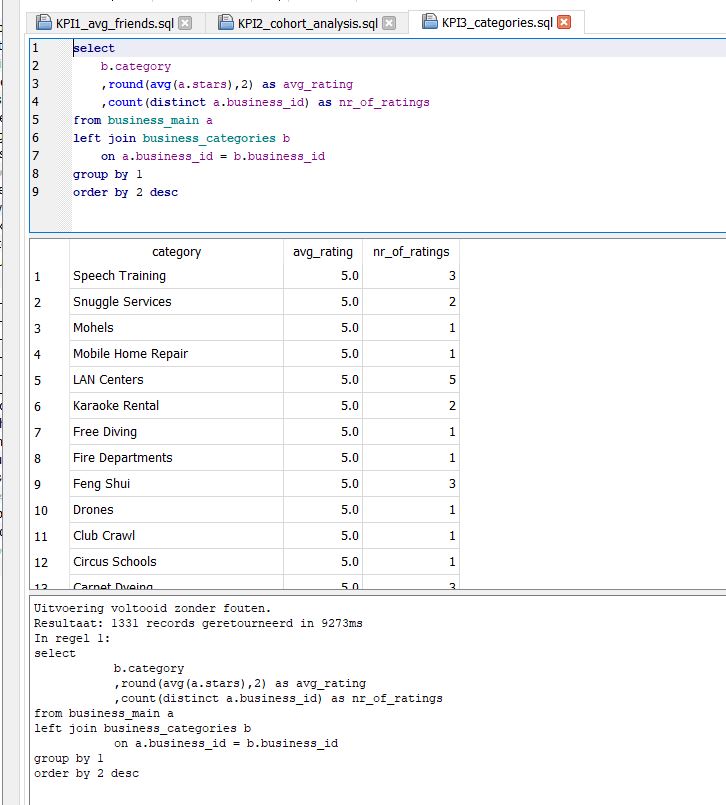 KPI1_avg_friends.sql KPI2_cohort_analysis.sql KPI3_categories.sql
1 select
2 b.category
3 ,round(avg(a.stars),2) as avg_rating
4 ,count(distinct a.business_id) as nr_of_ratings
5 from business_main a
6 left join business_categories b
7 on a.business_id = b.business_id
8 group by 1
9 order by 2 desc
category avg_rating nr_of_ratings
1 Speech Training 5.0 3
2 Snuggle Services 5.0 2
3 Mohels 5.0 1
4 Mobile Home Repair 5.0 1
5 LAN Centers 5.0 5
6 Karaoke Rental 5.0 2
7 Free Diving 5.0 1
8 Fire Departments 5.0 1
9 Feng Shui 5.0 3
10 Drones 5.0 1
11 Club Crawl 5.0 1
12 Circus Schools 5.0 1
13 Carpet Dyeing 5.0 3
Uitvoering voltooid zonder fouten.
Resultaat: 1331 records geretourneerd in 9273ms
In regel 1:
select
b.category
,round(avg(a.stars),2) as avg_rating
,count(distinct a.business_id) as nr_of_ratings
from business_main a
left join business_categories b
on a.business_id = b.business_id
group by 1
order by 2 desc